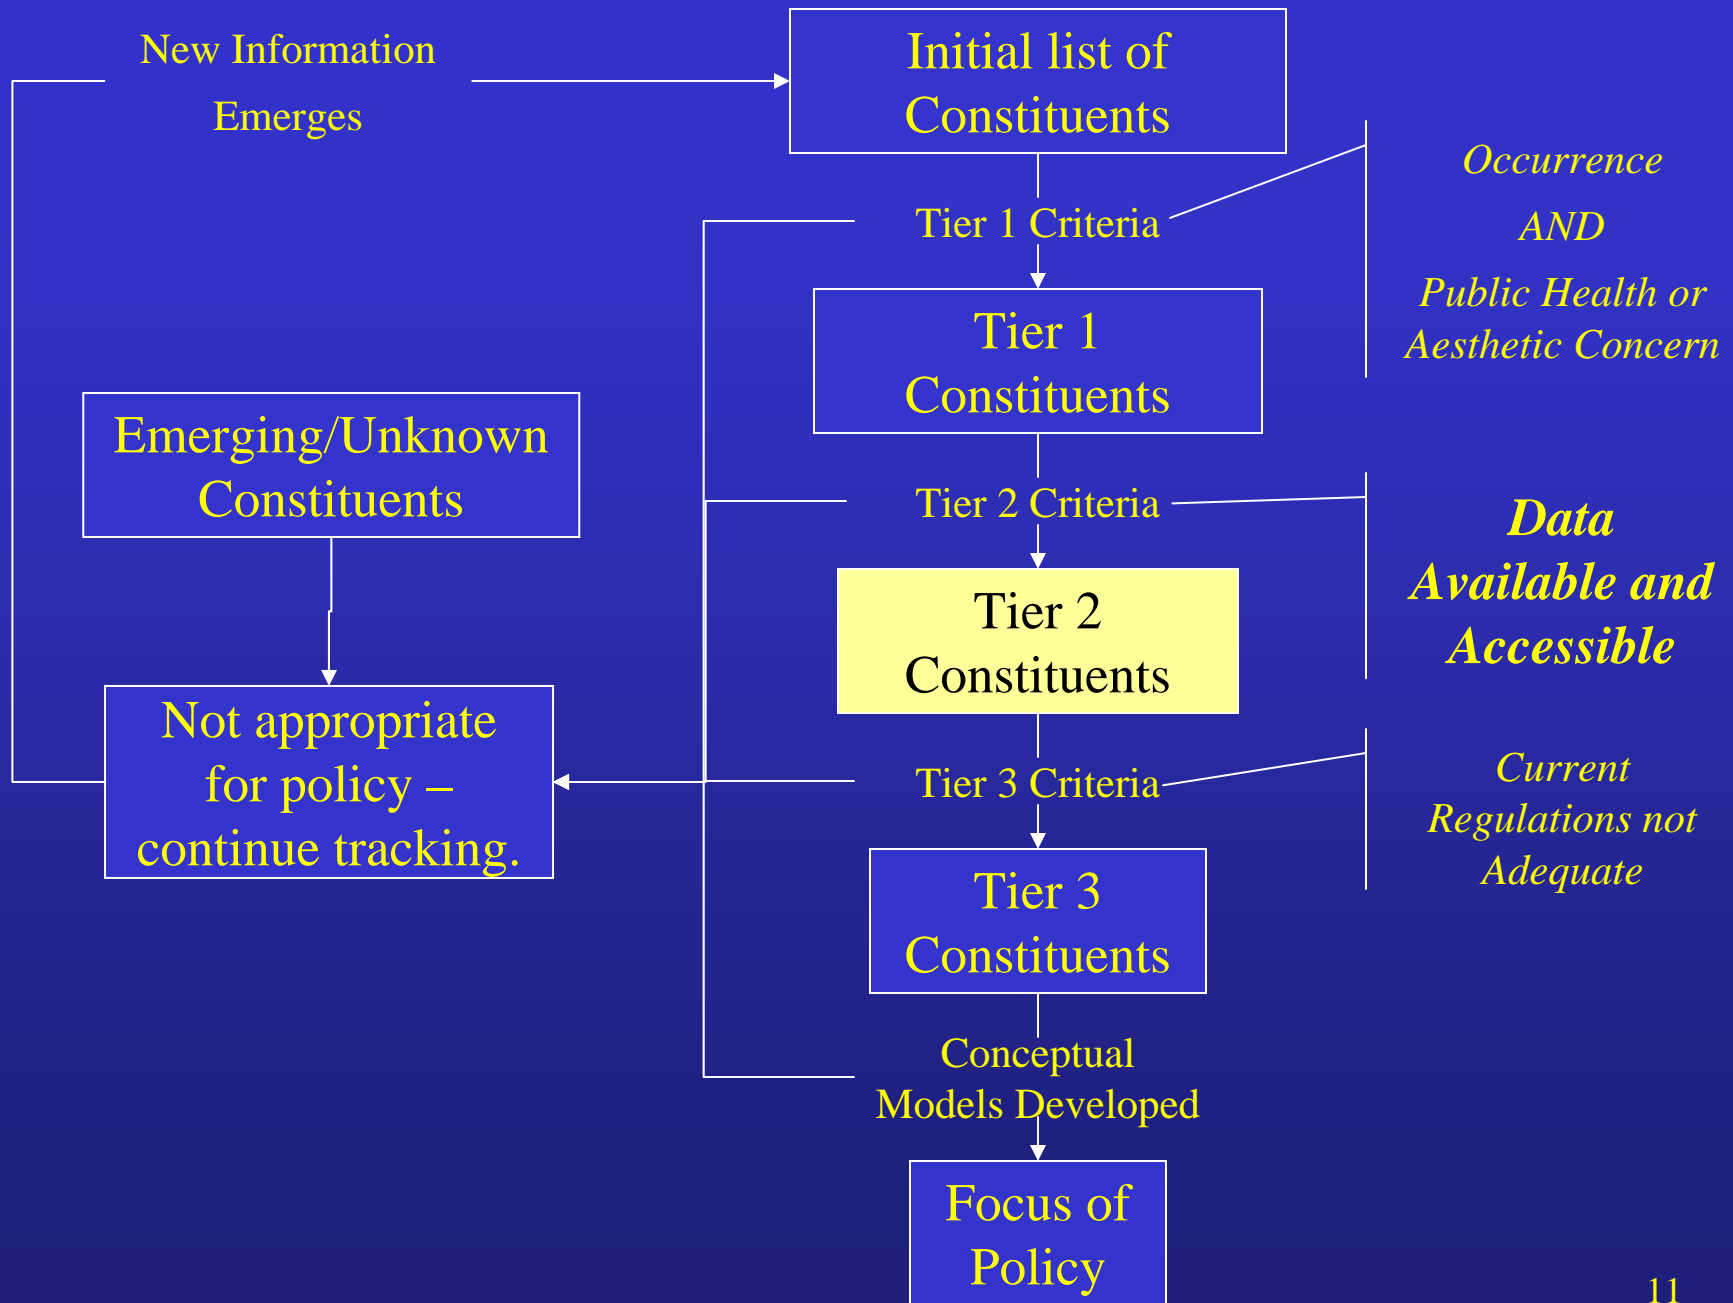 New Information
Emerges
Initial list of
Constituents
Tier 1 Criteria
Occurrence
AND
Public Health or
Aesthetic Concern
Tier 1
Constituents
Emerging/Unknown
Constituents
Tier 2 Criteria
Data
Available and
Accessible
Tier 2
Constituents
Not appropriate
for policy –
continue tracking.
Tier 3 Criteria
Current
Regulations not
Adequate
Tier 3
Constituents
Conceptual
Models Developed
Focus of
Policy
11